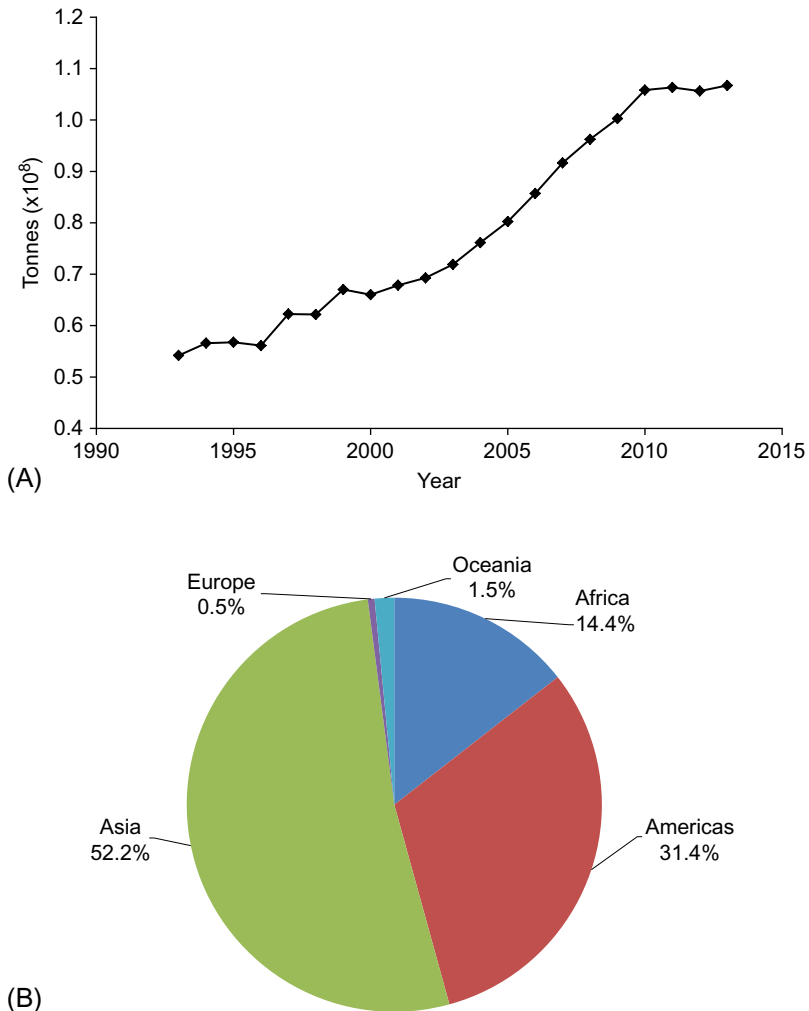 1.2
1.1
1.0
0.9
0.8
0.7
0.6
0.5
0.4
Tonnes (x10⁸)
1990 1995 2000 2005 2010 2015
Year
(A)
Europe
0.5%
Oceania
1.5%
Africa
14.4%
Asia
52.2%
Americas
31.4%
(B)